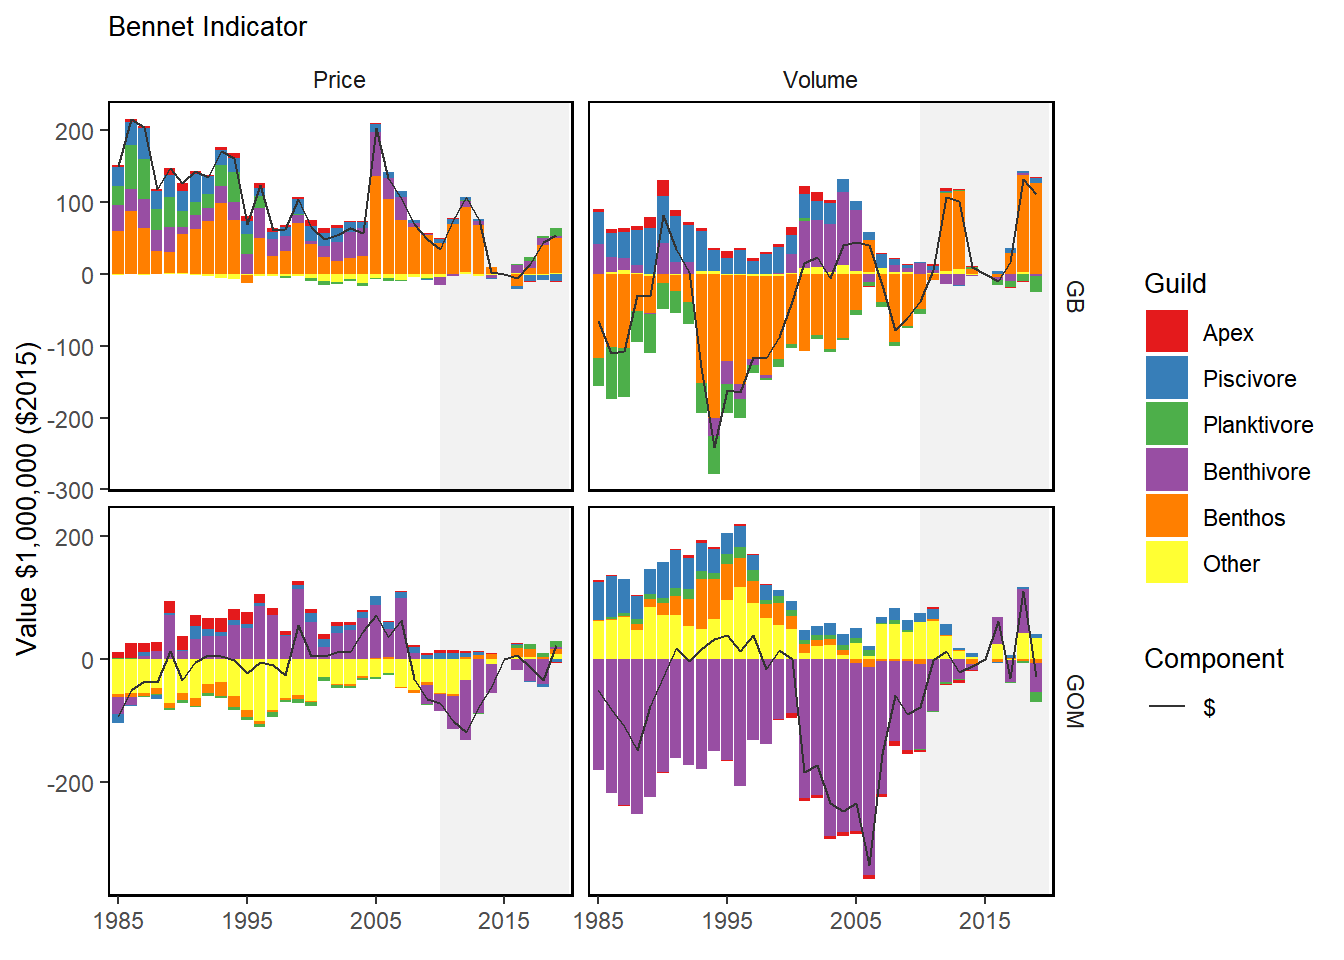 Bennet Indicator
Price
Volume
Value $1,000,000 ($2015)
200
100
0
-100
-200
-300
GB
200
0
-200
GOM
1985
1995
2005
2015
1985
1995
2005
2015
Guild
Apex
Piscivore
Planktivore
Benthivore
Benthos
Other
Component
$